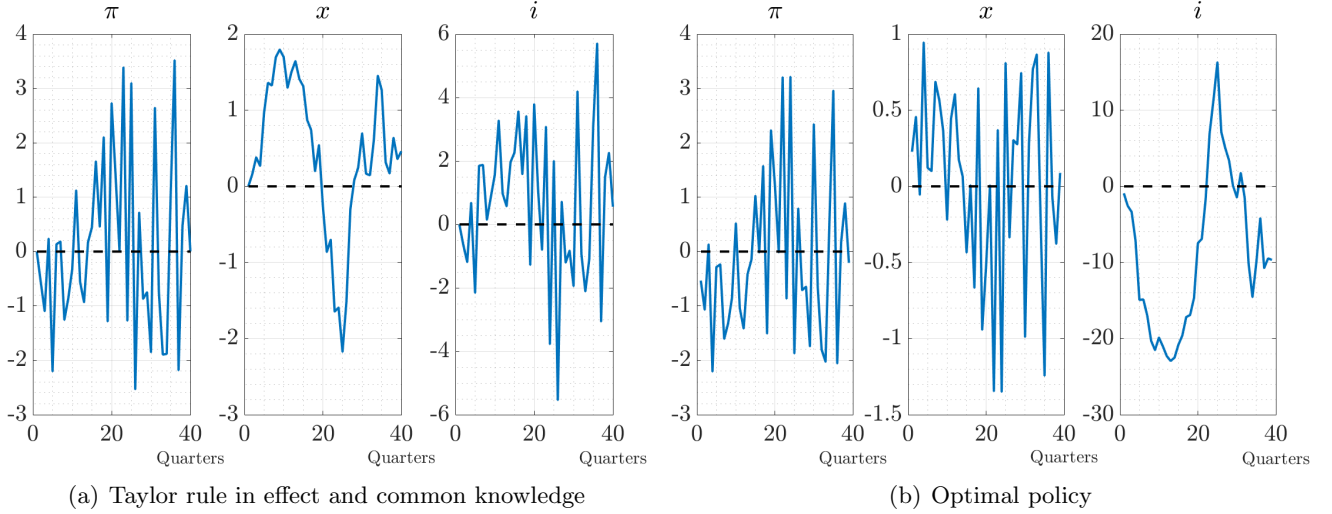 π
4
3
2
1
0
-1
-2
-3
0 20 40
Quarters
x
2
1
0
-1
-2
-3
0 20 40
Quarters
i
6
4
2
0
-2
-4
-6
0 20 40
Quarters
(a) Taylor rule in effect and common knowledge
π
4
3
2
1
0
-1
-2
-3
0 20 40
Quarters
x
1
0.5
0
-0.5
-1
-1.5
0 20 40
Quarters
i
20
10
0
-10
-20
-30
0 20 40
Quarters
(b) Optimal policy